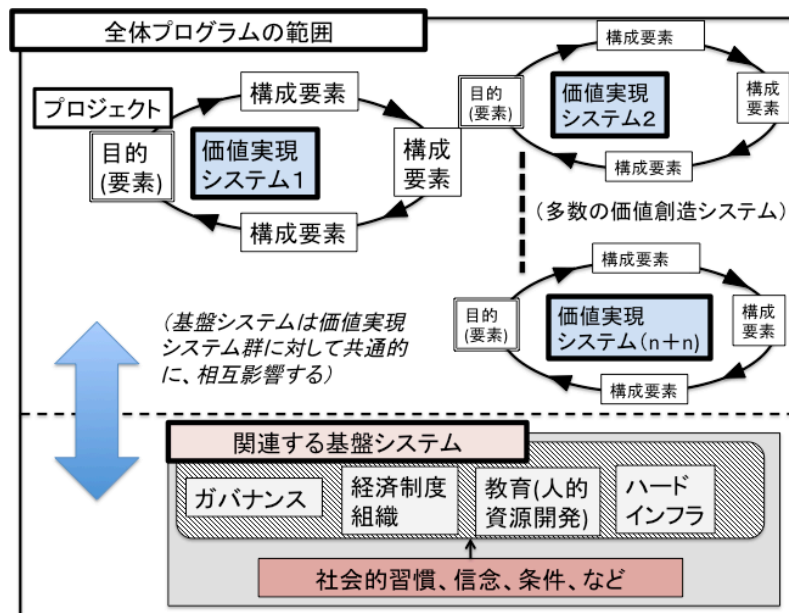 全体プログラムの範囲
プロジェクト
構成要素
目的
(要素)
価値実現
システム1
構成
要素
構成要素
構成要素
目的
(要素)
価値実現
システム2
構成
要素
構成要素
(多数の価値創造システム)
構成要素
目的
(要素)
価値実現
システム(n+n)
構成
要素
構成要素
(基盤システムは価値実現
システム群に対して共通的
に、相互影響する)
関連する基盤システム
ガバナンス
経済制度
組織
教育(人的
資源開発)
ハード
インフラ
社会的習慣、信念、条件、など